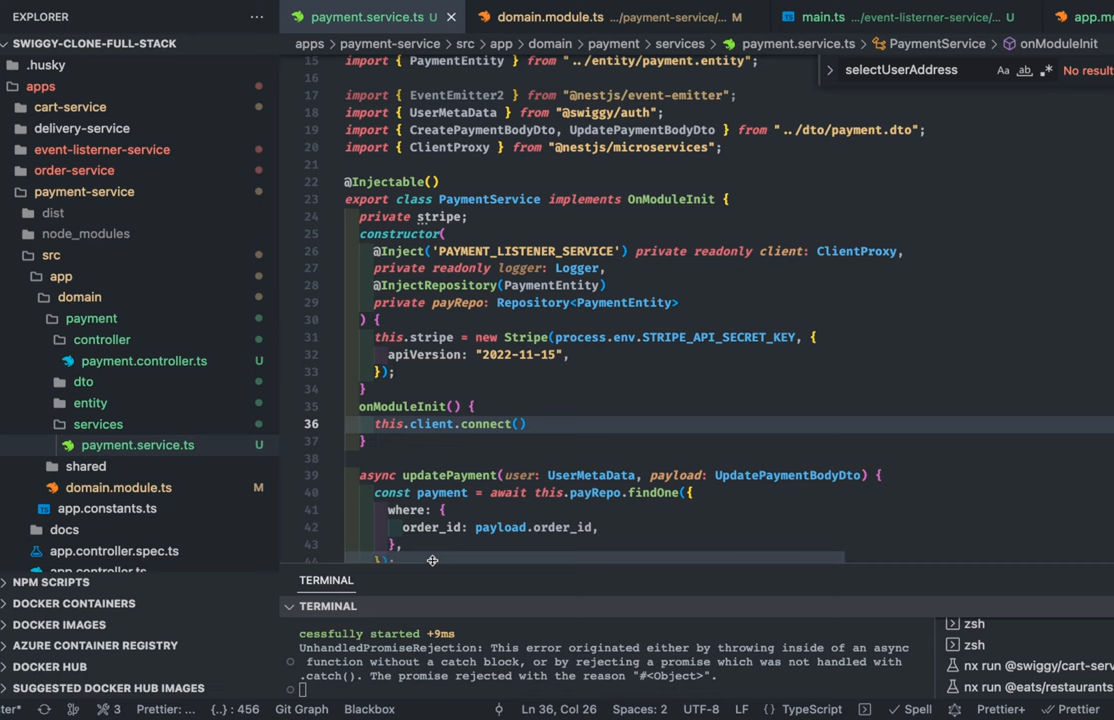 EXPLORER
payment.service.ts U
domain.module.ts .../payment-service/... M
main.ts .../event-listerner-service/... U
SWIGGY-CLONE-FULL-STACK
apps > payment-service > src > app > domain > payment > services > payment.service.ts > PaymentService > onModuleInit
selectUserAddress Aa ab .* No result
.husky
apps
cart-service
delivery-service
event-listerner-service
order-service
payment-service
dist
node_modules
src
app
domain
payment
controller
payment.controller.ts U
dto
entity
services
payment.service.ts U
shared
domain.module.ts M
app.constants.ts
docs
app.controller.spec.ts
NPM SCRIPTS
DOCKER CONTAINERS
DOCKER IMAGES
AZURE CONTAINER REGISTRY
DOCKER HUB
SUGGESTED DOCKER HUB IMAGES
15 import { PaymentEntity } from "../entity/payment.entity";
16
17 import { EventEmitter2 } from "@nestjs/event-emitter";
18 import { UserMetaData } from "@swiggy/auth";
19 import { CreatePaymentBodyDto, UpdatePaymentBodyDto } from "../dto/payment.dto";
20 import { ClientProxy } from "@nestjs/microservices";
21
22 @Injectable()
23 export class PaymentService implements OnModuleInit {
24 private stripe;
25 constructor(
26 @Inject('PAYMENT_LISTENER_SERVICE') private readonly client: ClientProxy,
27 private readonly logger: Logger,
28 @InjectRepository(PaymentEntity)
29 private payRepo: Repository<PaymentEntity>
30 ) {
31 this.stripe = new Stripe(process.env.STRIPE_API_SECRET_KEY, {
32 apiVersion: "2022-11-15",
33 });
34 }
35 onModuleInit() {
36 this.client.connect()
37 }
38
39 async updatePayment(user: UserMetaData, payload: UpdatePaymentBodyDto) {
40 const payment = await this.payRepo.findOne({
41 where: {
42 order_id: payload.order_id,
43 },
44 });
TERMINAL
TERMINAL
cessfully started +9ms
UnhandledPromiseRejection: This error originated either by throwing inside of an async
function without a catch block, or by rejecting a promise which was not handled with
.catch(). The promise rejected with the reason "#<Object>".
zsh
zsh
nx run @swiggy/cart-serv
nx run @eats/restaurants
ter* 3 Prettier: ... {..} : 456 Git Graph Blackbox Ln 36, Col 26 Spaces: 2 UTF-8 LF {} TypeScript Spell Prettier+ Prettier